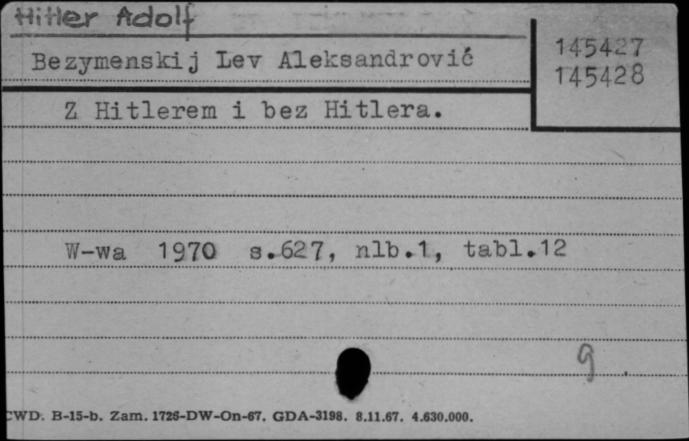 Hitler Adolf
Bezymenskij Lev Aleksandrovič
145427
145428
Z Hitlerem i bez Hitlera.
W-wa 1970 s.627, nlb.1, tabl.12
9
CWD. B-15-b. Zam. 1726-DW-On-67. GDA-3198. 8.11.67. 4.630.000.